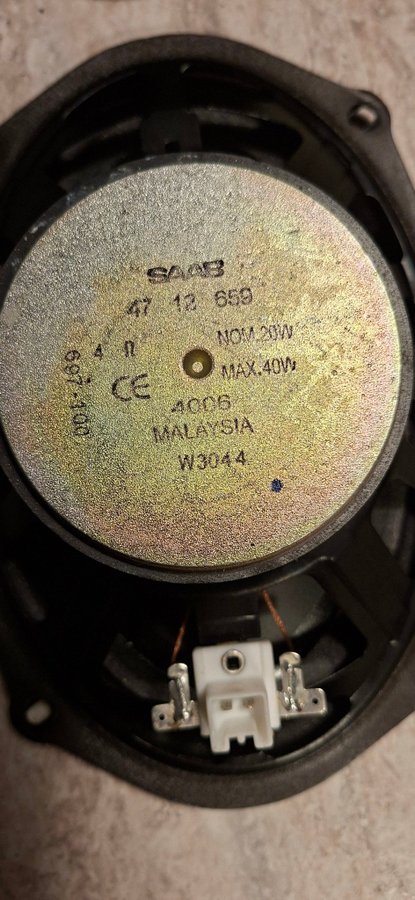 SAAB
47 13 659
4 Ω
NOM.20W
MAX.40W
697-100
CE
4006
MALAYSIA
W3044